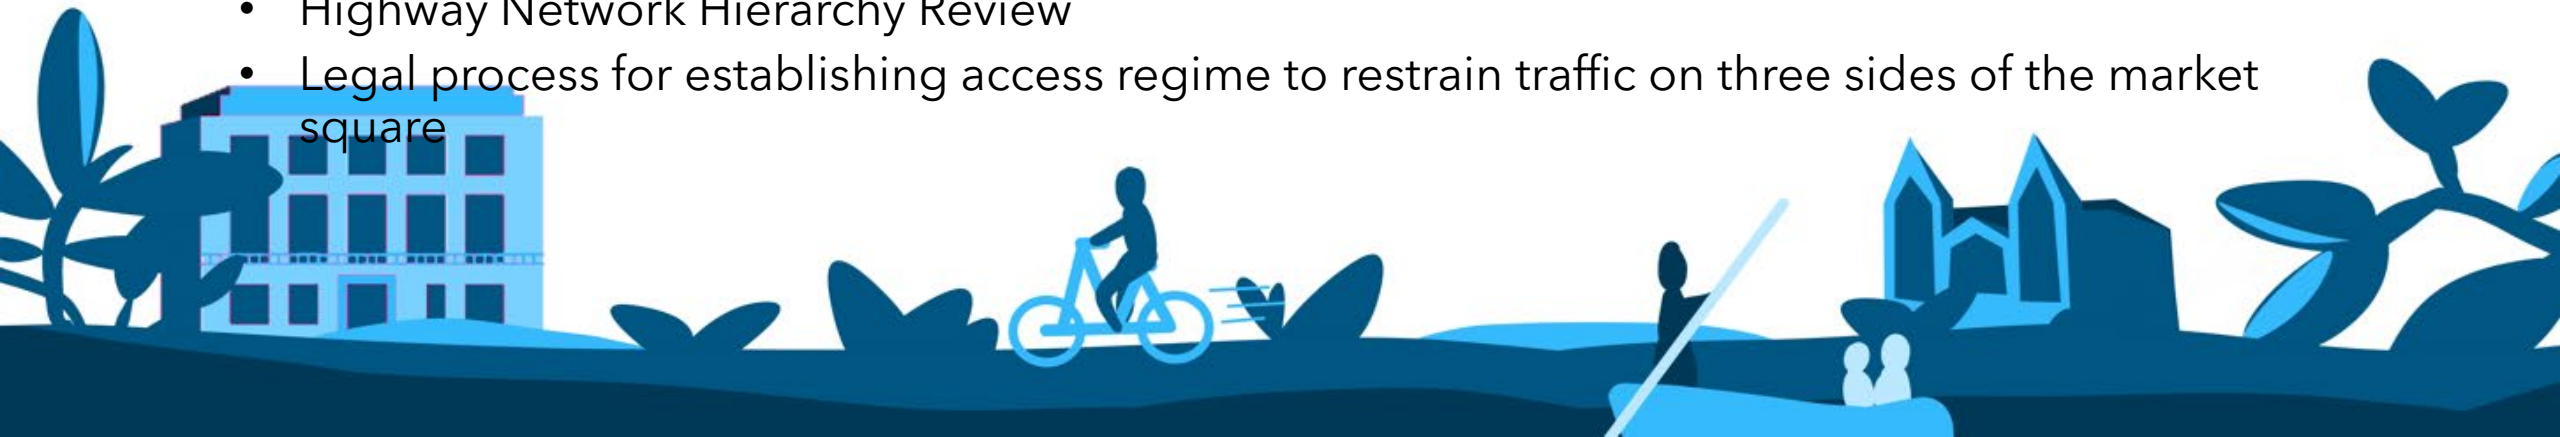 • Highway Network Hierarchy Review
• Legal process for establishing access regime to restrain traffic on three sides of the market
square